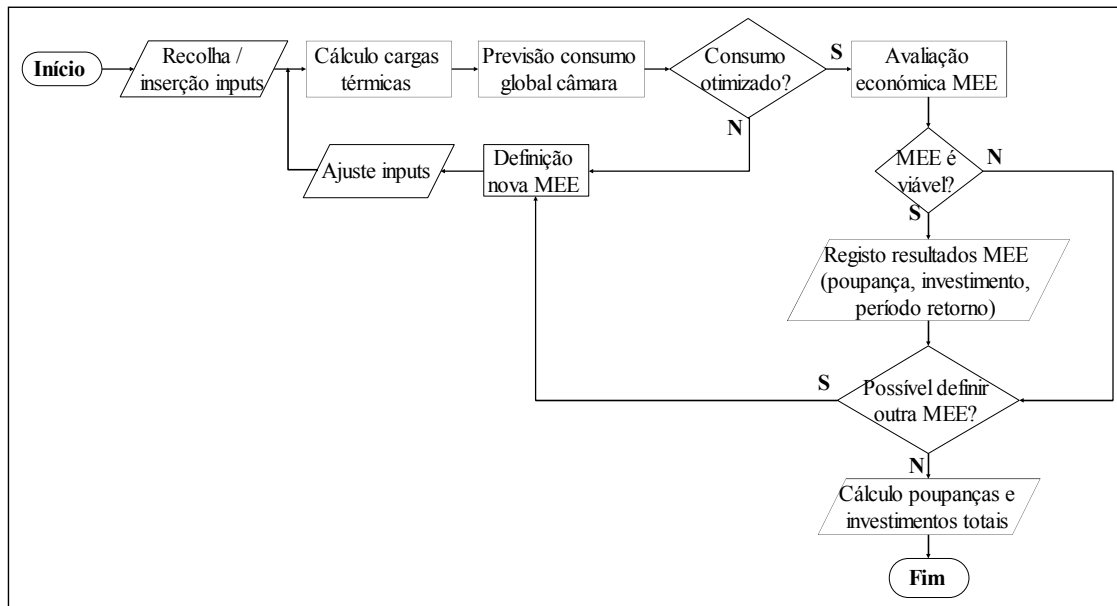 Início
Recolha /
inserção inputs
Cálculo cargas
térmicas
Previsão consumo
global câmara
Consumo
otimizado?
S
Avaliação
económica MEE
N
Ajuste inputs
Definição
nova MEE
MEE é
viável?
N
S
Registo resultados MEE
(poupança, investimento,
período retorno)
S
Possível definir
outra MEE?
N
Cálculo poupanças e
investimentos totais
Fim